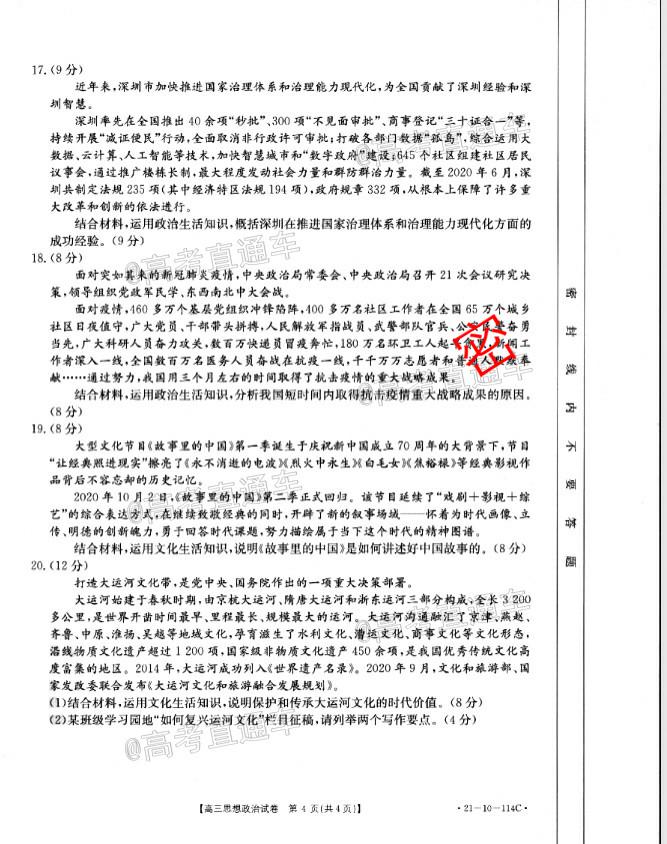 17.(9分)
近年来,深圳市加快推进国家治理体系和治理能力现代化,为全国贡献了深圳经验和深
圳智慧。
深圳率先在全国推出40余项“秒批”、300项“不见面审批”、商事登记“三十证合一”等,
持续开展“减证便民”行动,全面取消非行政许可审批;打破各部门数据“孤岛”,综合运用大
数据、云计算、人工智能等技术,加快智慧城市和“数字政府”建设;645个社区组建社区居民
议事会,通过推广楼栋长制,最大程度发动社会力量和群防群治力量。截至2020年6月,深
圳共制定法规235项(其中经济特区法规194项),政府规章332项,从根本上保障了许多重
大改革和创新的依法进行。
结合材料,运用政治生活知识,概括深圳在推进国家治理体系和治理能力现代化方面的
成功经验。(9分)
18.(8分)
面对突如其来的新冠肺炎疫情,中央政治局常委会、中央政治局召开21次会议研究决
策,领导组织党政军民学、东西南北中大会战。
面对疫情,460多万个基层党组织冲锋陷阵,400多万名社区工作者在全国65万个城乡
社区日夜值守,广大党员、干部带头拼搏,人民解放军指战员、武警部队官兵、公安民警奋勇
当先,广大科研人员奋力攻关,数百万快递员冒疫奔忙,180万名环卫工人起早贪黑,新闻工
作者深入一线,全国数百万名医务人员奋战在抗疫一线,千千万万志愿者和普通人默默奉
献……通过努力,我国用三个月左右的时间取得了抗击疫情的重大战略成果。
结合材料,运用政治生活知识,分析我国短时间内取得抗击疫情重大战略成果的原因。
(8分)
19.(8分)
大型文化节目《故事里的中国》第一季诞生于庆祝新中国成立70周年的大背景下,节目
“让经典照进现实”擦亮了《永不消逝的电波》《烈火中永生》《白毛女》《焦裕禄》等经典影视作
品背后不容忘却的历史记忆。
2020年10月2日,《故事里的中国》第二季正式回归。该节目延续了“戏剧+影视+综
艺”的综合表达方式,在继续致敬经典的同时,开辟了新的叙事场域——怀着为时代画像、立
传、明德的创新魄力,勇于回答时代课题,努力描绘属于当下这个时代的精神图谱。
结合材料,运用文化生活知识,说明《故事里的中国》是如何讲述好中国故事的。(8分)
20.(12分)
打造大运河文化带,是党中央、国务院作出的一项重大决策部署。
大运河始建于春秋时期,由京杭大运河、隋唐大运河和浙东运河三部分构成,全长3 200
多公里,是世界开凿时间最早、里程最长、规模最大的运河。大运河沟通融汇了京津、燕赵、
齐鲁、中原、淮扬、吴越等地域文化,孕育滋生了水利文化、漕运文化、商事文化等文化形态,
沿线物质文化遗产超过1 200项,国家级非物质文化遗产450余项,是我国优秀传统文化高
度富集的地区。2014年,大运河成功列入《世界遗产名录》。2020年9月,文化和旅游部、国
家发改委联合发布《大运河文化和旅游融合发展规划》。
(1)结合材料,运用文化生活知识,说明保护和传承大运河文化的时代价值。(8分)
(2)某班级学习园地“如何复兴运河文化”栏目征稿,请列举两个写作要点。(4分)
【高三思想政治试卷 第4页(共4页)】
·21-10-114C·
密封线内不要答题
密
@高考直通车
@高考直通车
@高考直通车
@高考直通车
@高考直通车
@高考直通车